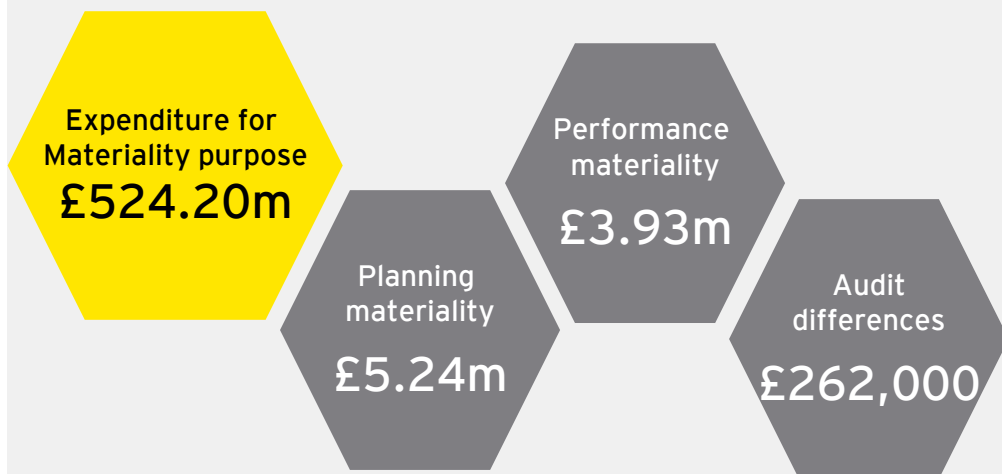 Expenditure for
Materiality purpose
£524.20m
Planning
materiality
£5.24m
Performance
materiality
£3.93m
Audit
differences
£262,000